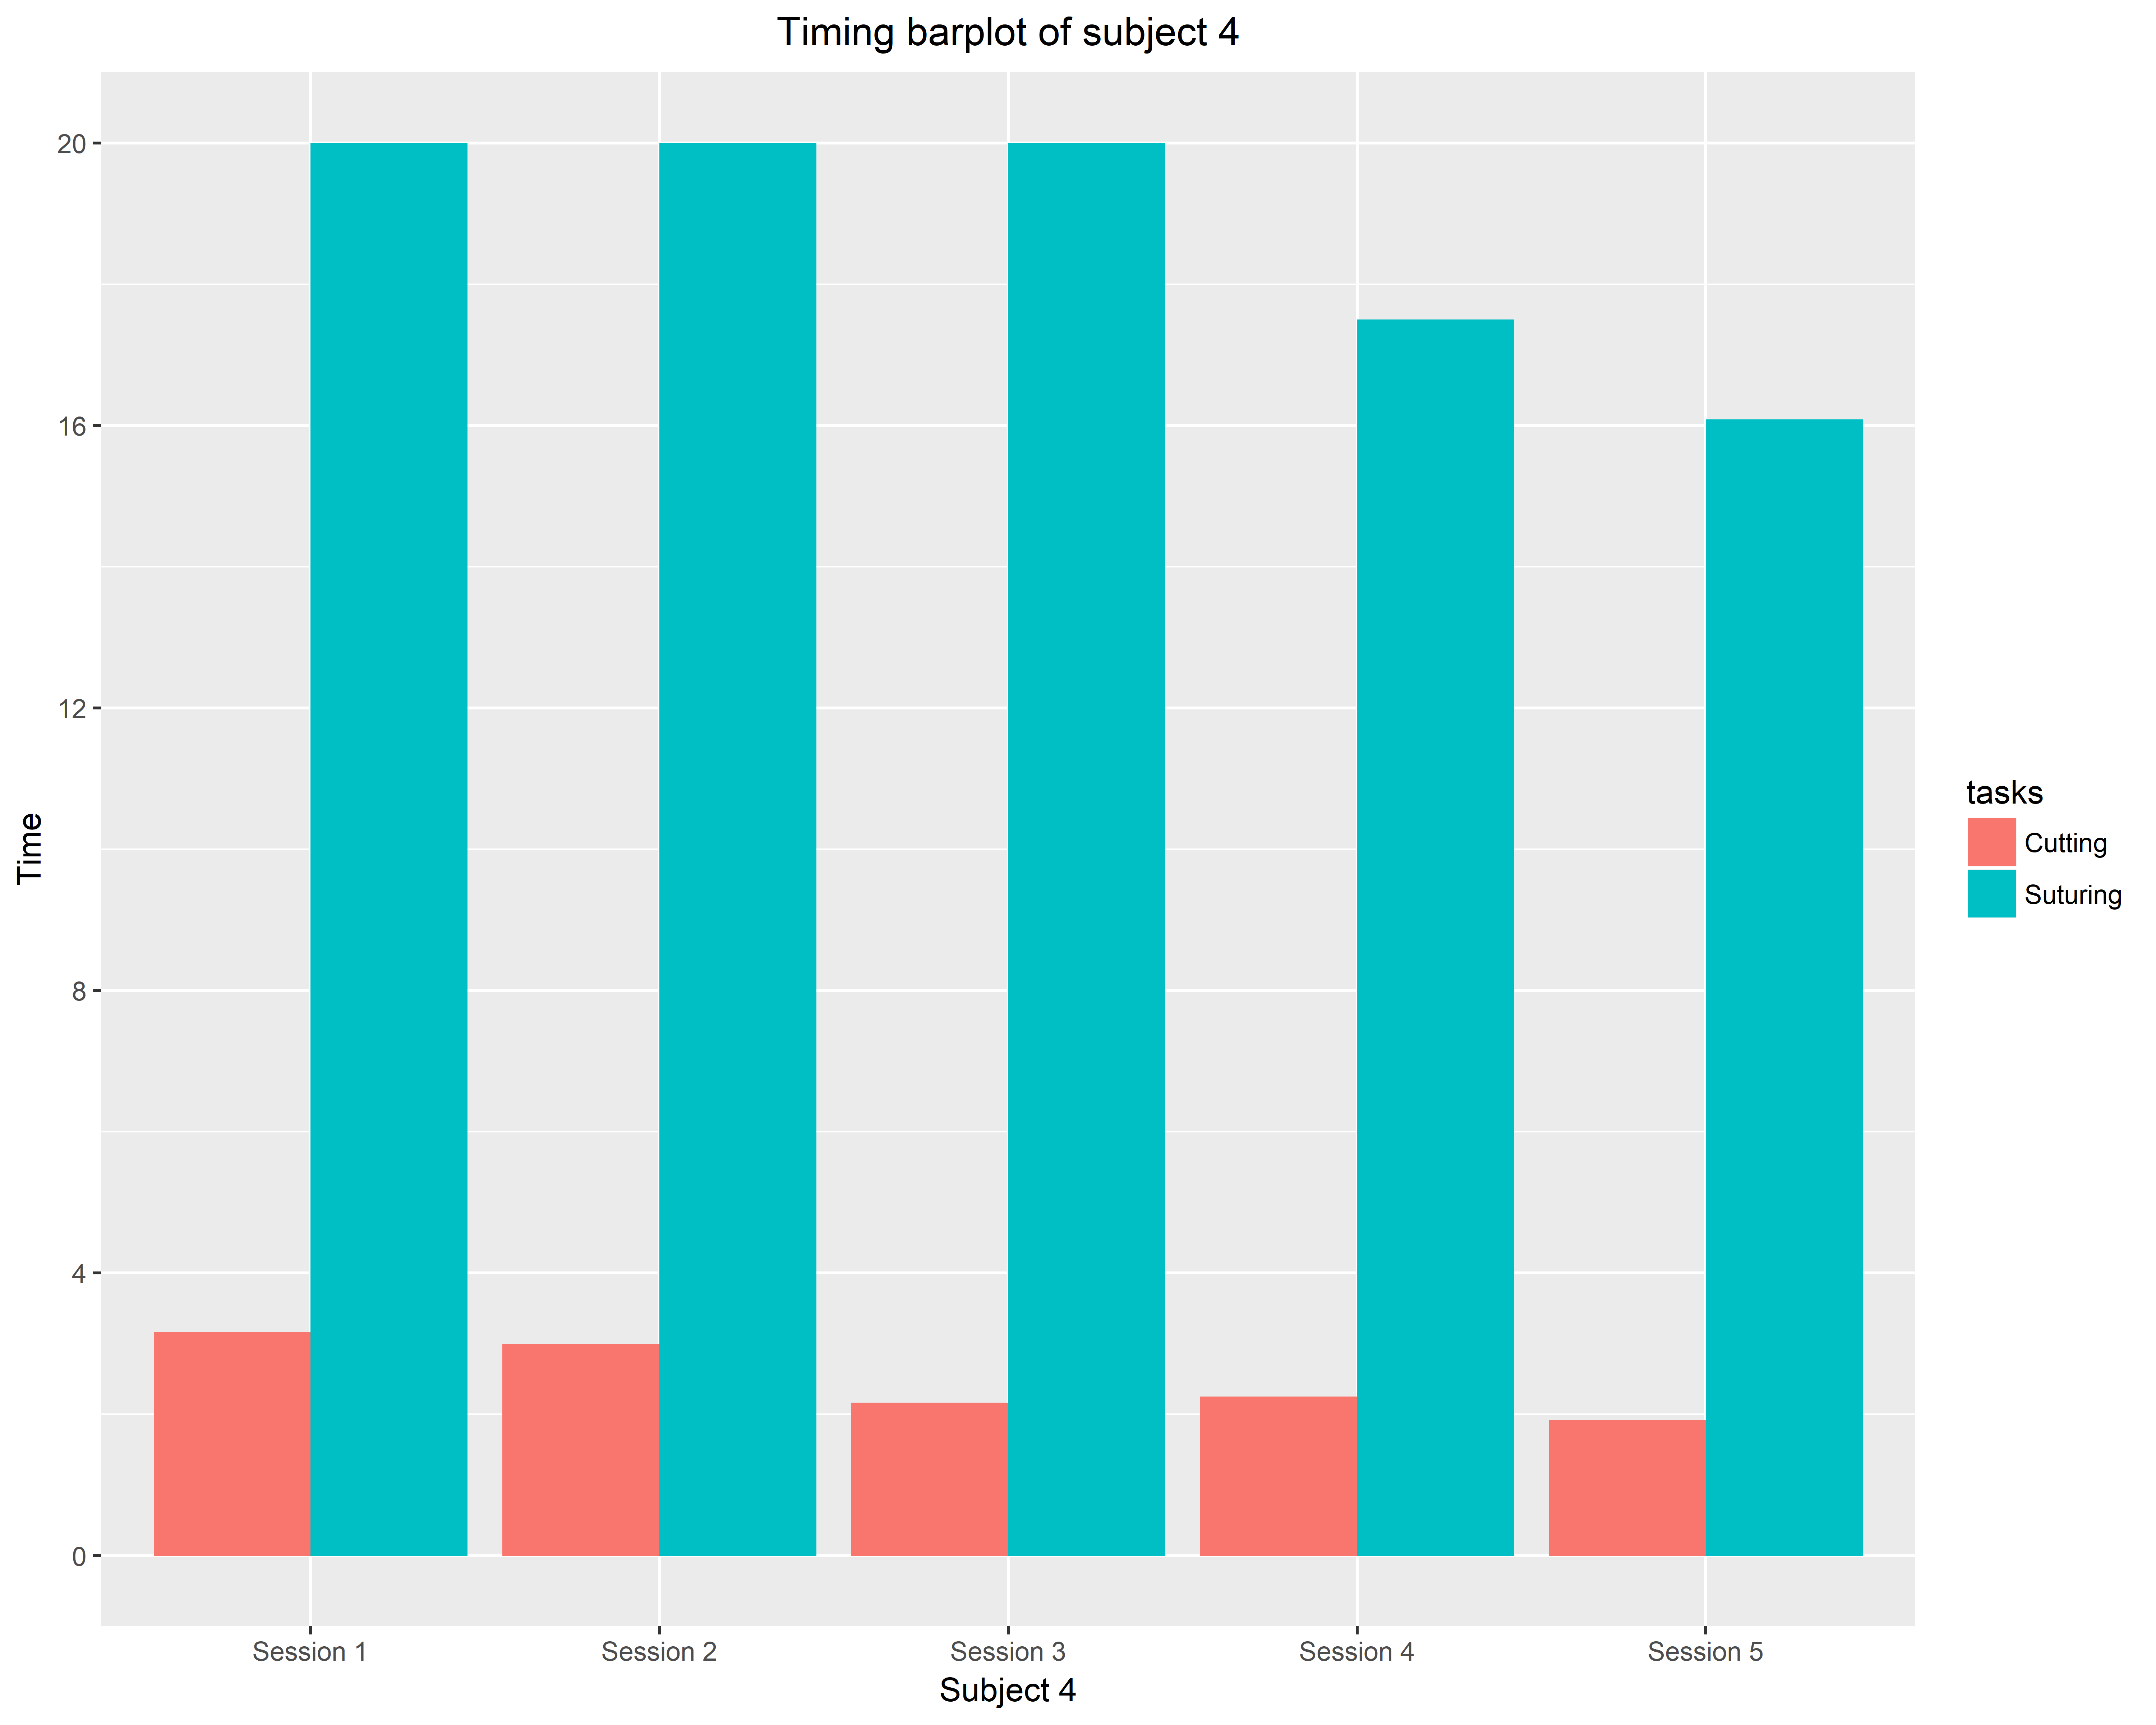 Timing barplot of subject 4
20
16
12
8
4
0
Time
Session 1 Session 2 Session 3 Session 4 Session 5
Subject 4
tasks
Cutting
Suturing